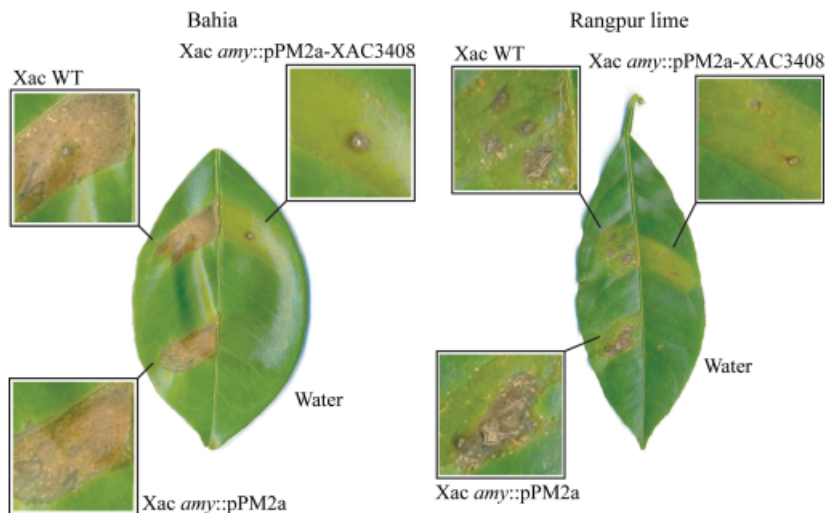 Bahia
Xac WT
Xac amy::pPM2a-XAC3408
Water
Xac amy::pPM2a
Rangpur lime
Xac WT
Xac amy::pPM2a-XAC3408
Water
Xac amy::pPM2a